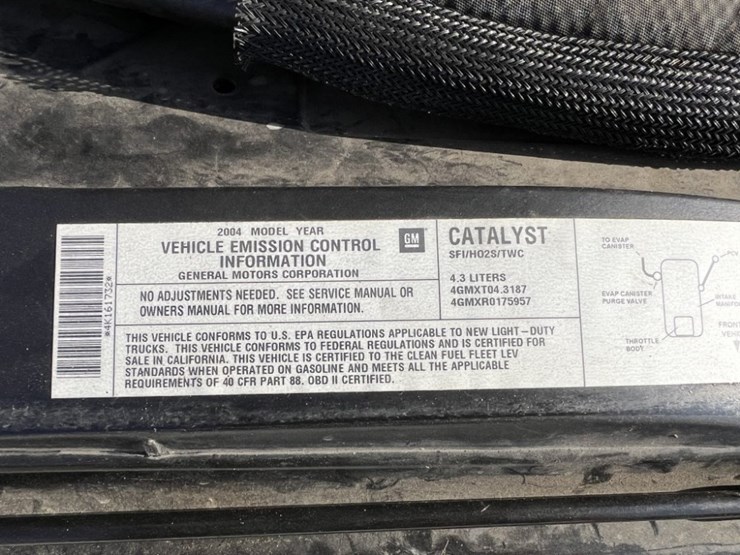 2004 MODEL YEAR
VEHICLE EMISSION CONTROL
INFORMATION
GENERAL MOTORS CORPORATION
GM
NO ADJUSTMENTS NEEDED. SEE SERVICE MANUAL OR
OWNERS MANUAL FOR MORE INFORMATION.
CATALYST
SFI/HO2S/TWC
4.3 LITERS
4GMXT04.3187
4GMXR0175957
THIS VEHICLE CONFORMS TO U.S. EPA REGULATIONS APPLICABLE TO NEW LIGHT-DUTY
TRUCKS. THIS VEHICLE CONFORMS TO FEDERAL REGULATIONS AND IS CERTIFIED FOR
SALE IN CALIFORNIA. THIS VEHICLE IS CERTIFIED TO THE CLEAN FUEL FLEET LEV
STANDARDS WHEN OPERATED ON GASOLINE AND MEETS ALL THE APPLICABLE
REQUIREMENTS OF 40 CFR PART 88. OBD II CERTIFIED.
*4K161732*
TO EVAP
CANISTER
EVAP CANISTER
PURGE VALVE
THROTTLE
BODY
PCV
INTAKE